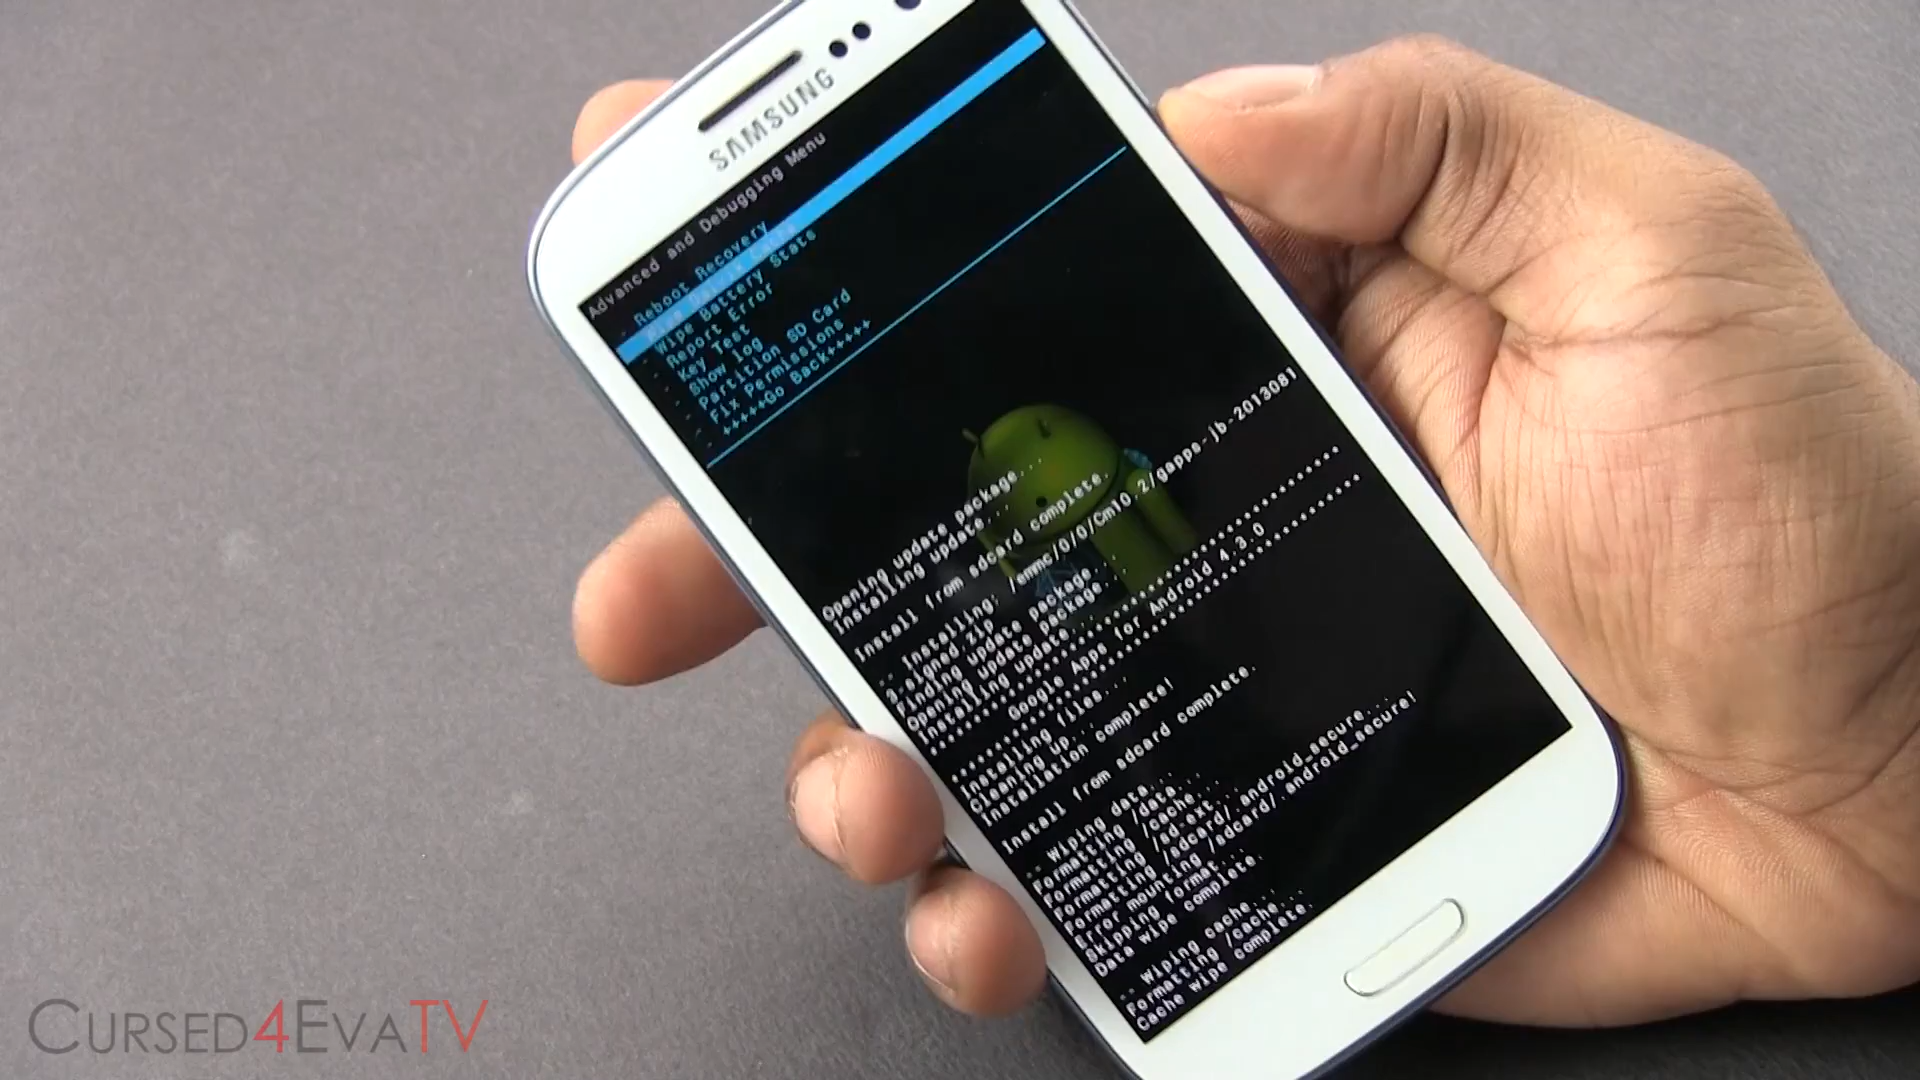 SAMSUNG
Advanced and Debugging Menu
- Reboot Recovery
- Wipe Dalvik Cache
- Wipe Battery Stats
- Report Error
- Key Test
- Show log
- Partition SD Card
- Fix Permissions
- +++++Go Back+++++
Opening update package...
Installing update...
Install from sdcard complete.
-- Installing: /emmc/0/0/Cm10.2/gapps-jb-2013081
3-signed.zip
Finding update package...
Opening update package...
Installing update...
Google Apps for Android 4.3.0
Installing files...
Cleaning up...
Installation complete!
Install from sdcard complete.
-- Wiping data...
Formatting /data...
Formatting /cache...
Formatting /sd-ext...
Formatting /sdcard/.android_secure...
Error mounting /sdcard/.android_secure!
Skipping format...
Data wipe complete.
-- Wiping cache...
Formatting /cache...
Cache wipe complete.
CURSED4EVATV